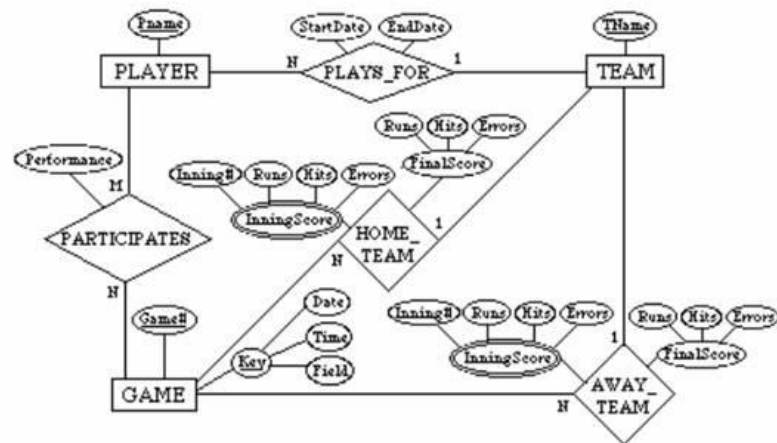 Pname
StartDate
EndDate
TName
PLAYER
N
PLAYS_FOR
1
TEAM
Runs
Hits
Errors
Performance
Inning#
Runs
Hits
Errors
FinalScore
M
InningScore
1
PARTICIPATES
HOME_
TEAM
N
N
Game#
Date
Inning#
Runs
Hits
Errors
Runs
Hits
Errors
Time
Key
InningScore
1
FinalScore
Field
GAME
N
AWAY_
TEAM